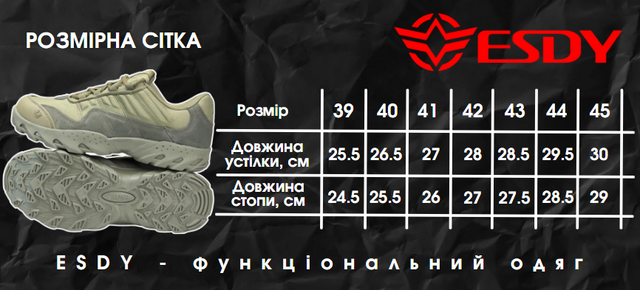 РОЗМІРНА СІТКА
ESDY
Розмір 39 40 41 42 43 44 45
Довжина устілки, см 25.5 26.5 27 28 28.5 29.5 30
Довжина стопи, см 24.5 25.5 26 27 27.5 28.5 29
ESDY - функціональний одяг